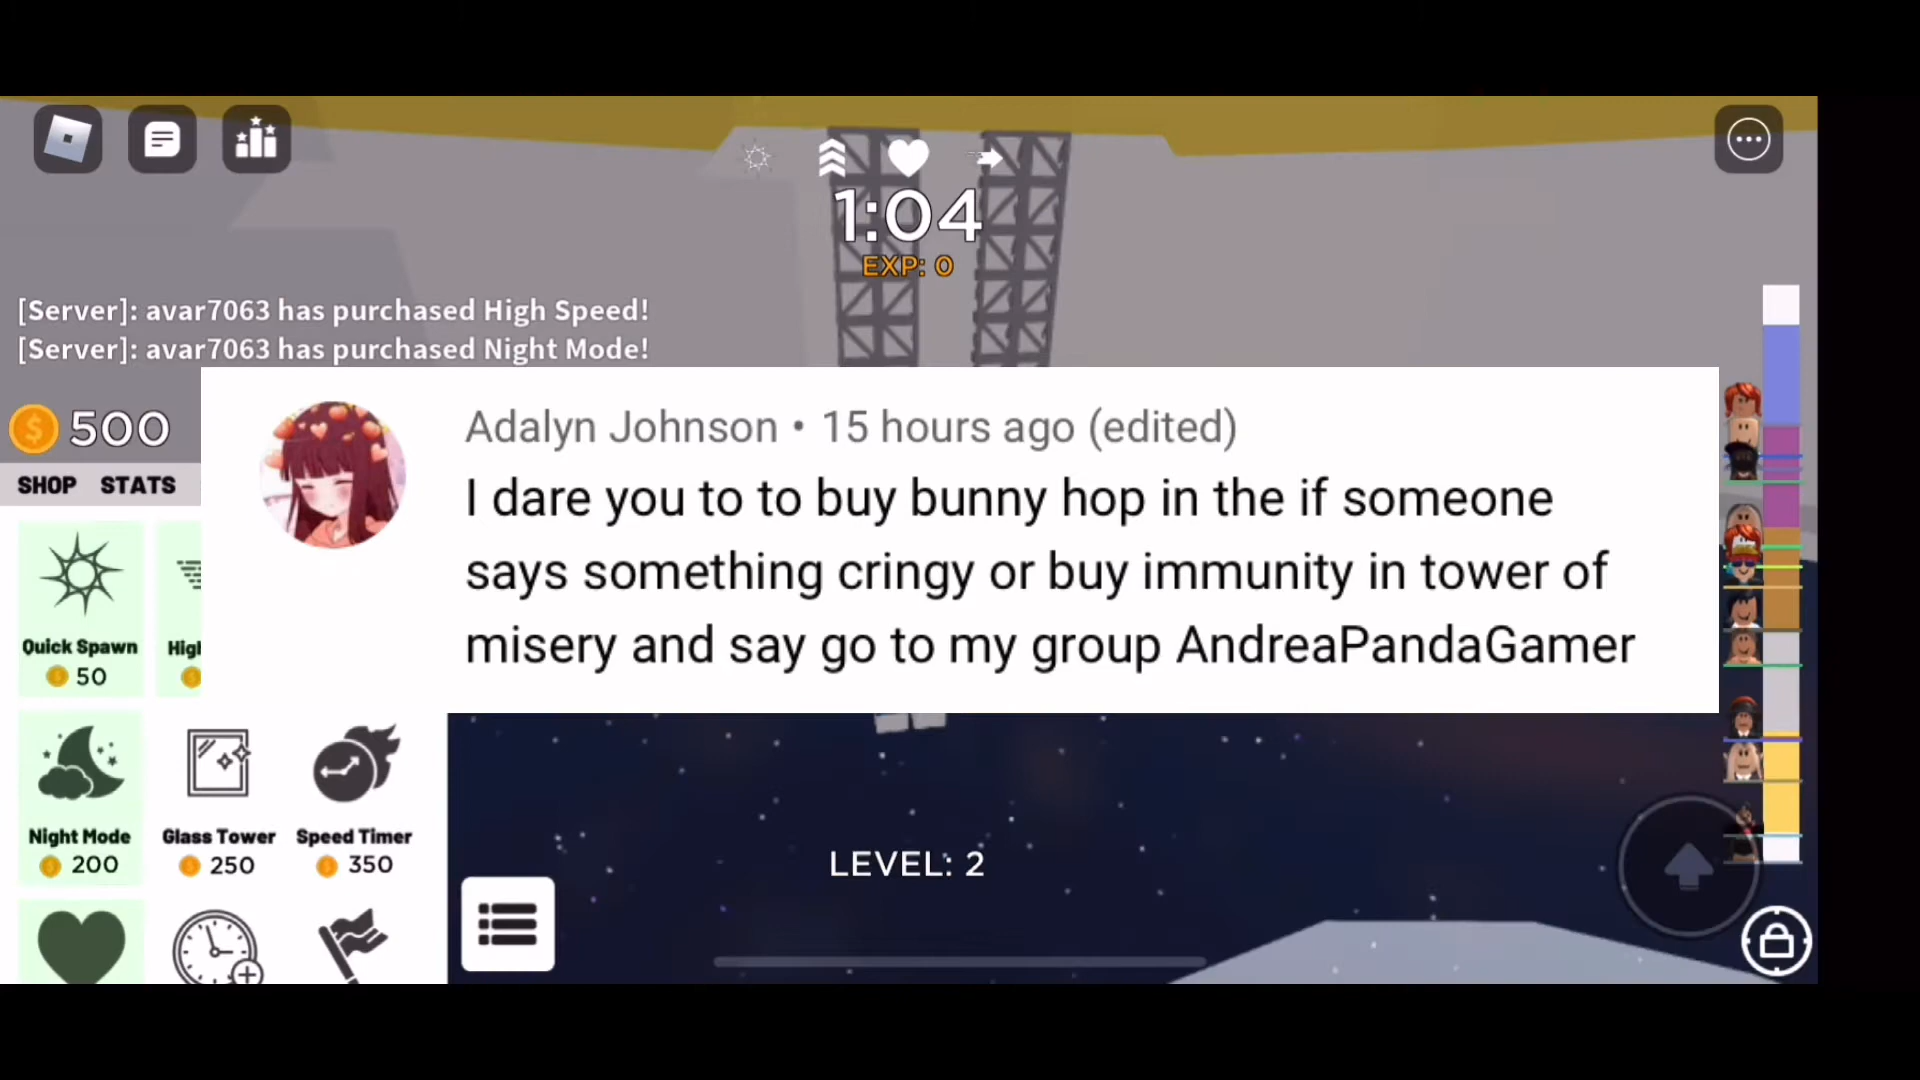 1:04
EXP: 0
[Server]: avar7063 has purchased High Speed!
[Server]: avar7063 has purchased Night Mode!
500
SHOP STATS
Adalyn Johnson • 15 hours ago (edited)
I dare you to to buy bunny hop in the if someone
says something cringy or buy immunity in tower of
misery and say go to my group AndreaPandaGamer
Quick Spawn
50
High
Night Mode
200
Glass Tower
250
Speed Timer
350
LEVEL: 2